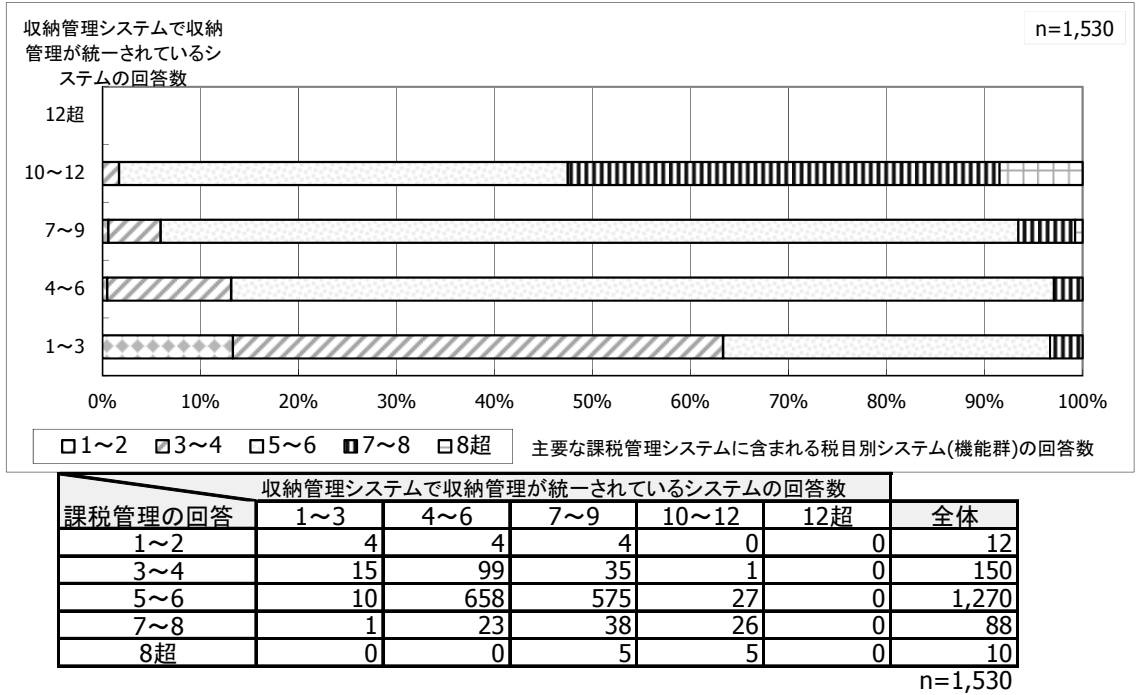 収納管理システムで収納
管理が統一されているシ
ステムの回答数
n=1,530
12超
10～12
7～9
4～6
1～3
0% 10% 20% 30% 40% 50% 60% 70% 80% 90% 100%
1～2 3～4 5～6 7～8 8超
主要な課税管理システムに含まれる税目別システム(機能群)の回答数
収納管理システムで収納管理が統一されているシステムの回答数
課税管理の回答 1～3 4～6 7～9 10～12 12超 全体
1～2 4 4 4 0 0 12
3～4 15 99 35 1 0 150
5～6 10 658 575 27 0 1,270
7～8 1 23 38 26 0 88
8超 0 0 5 5 0 10
n=1,530